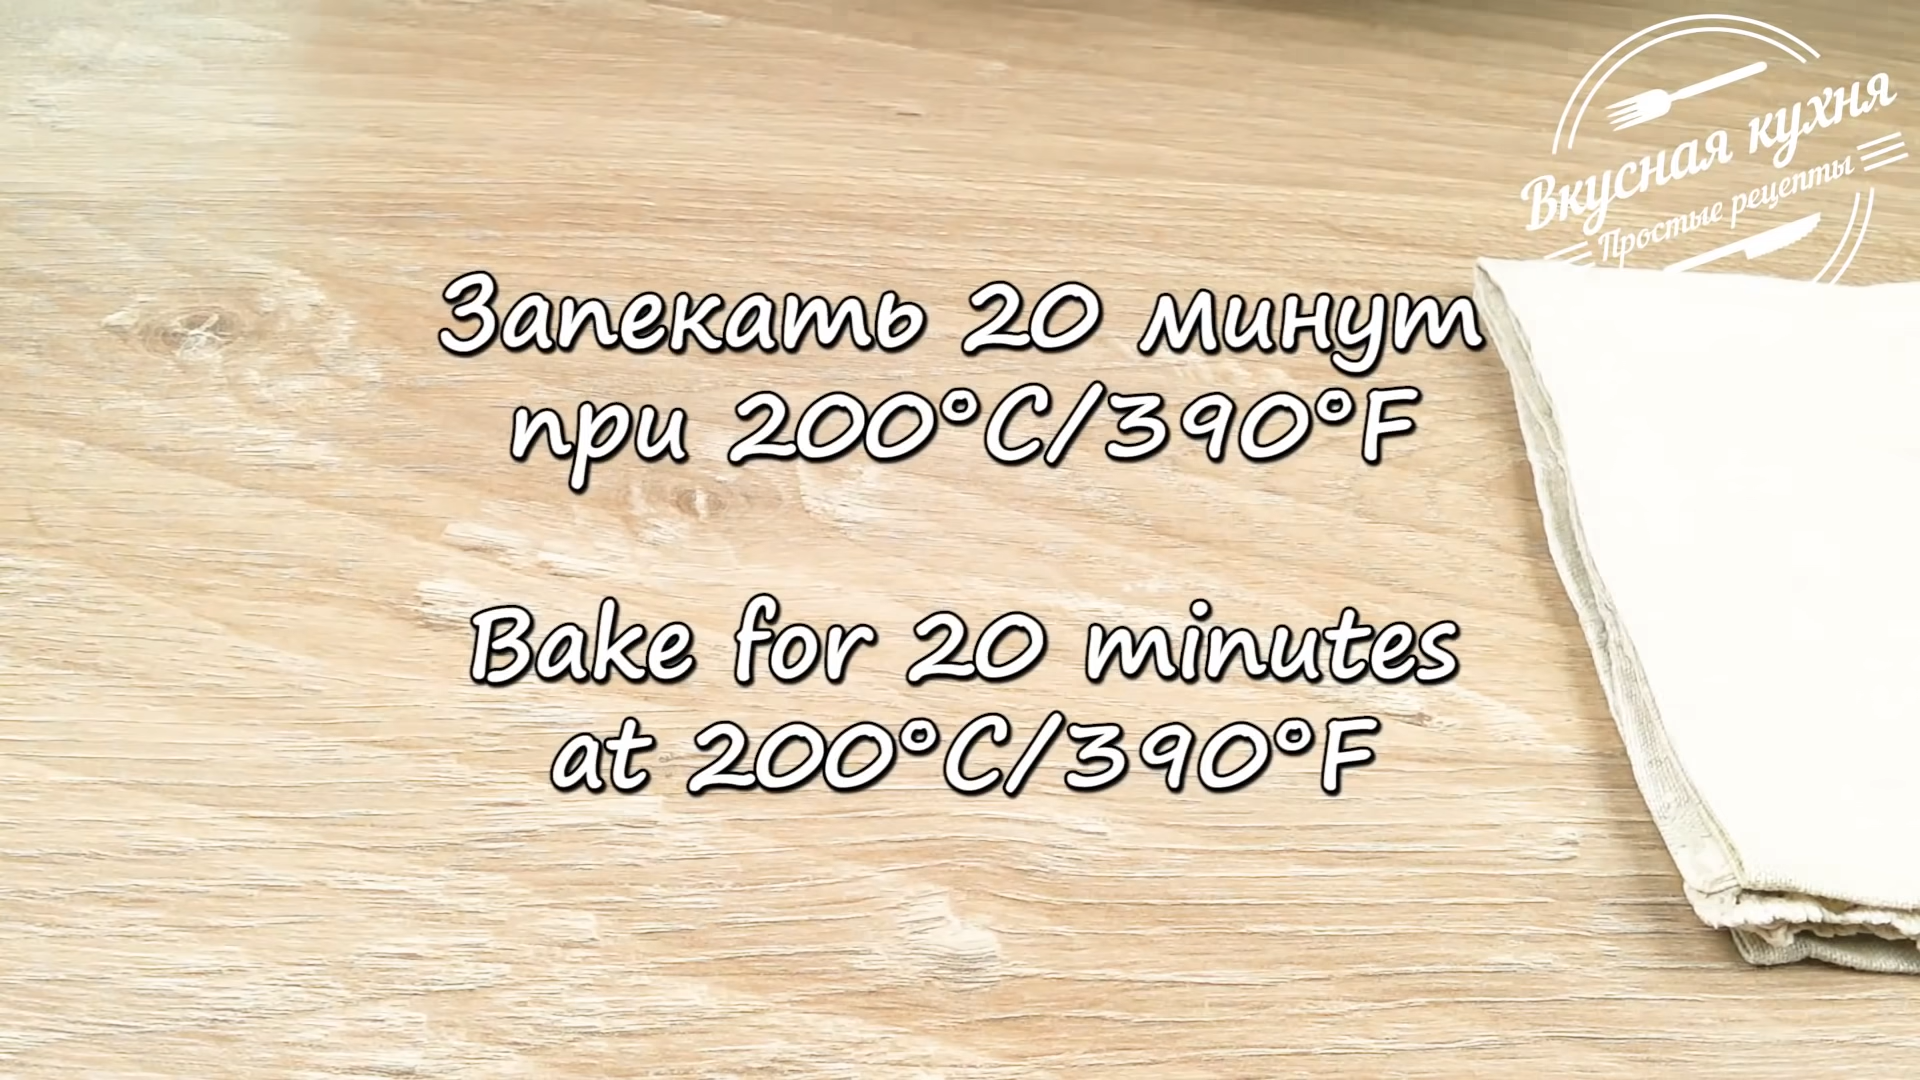 Вкусная кухня
Простые рецепты
Запекать 20 минут
при 200°C/390°F
Bake for 20 minutes
at 200°C/390°F